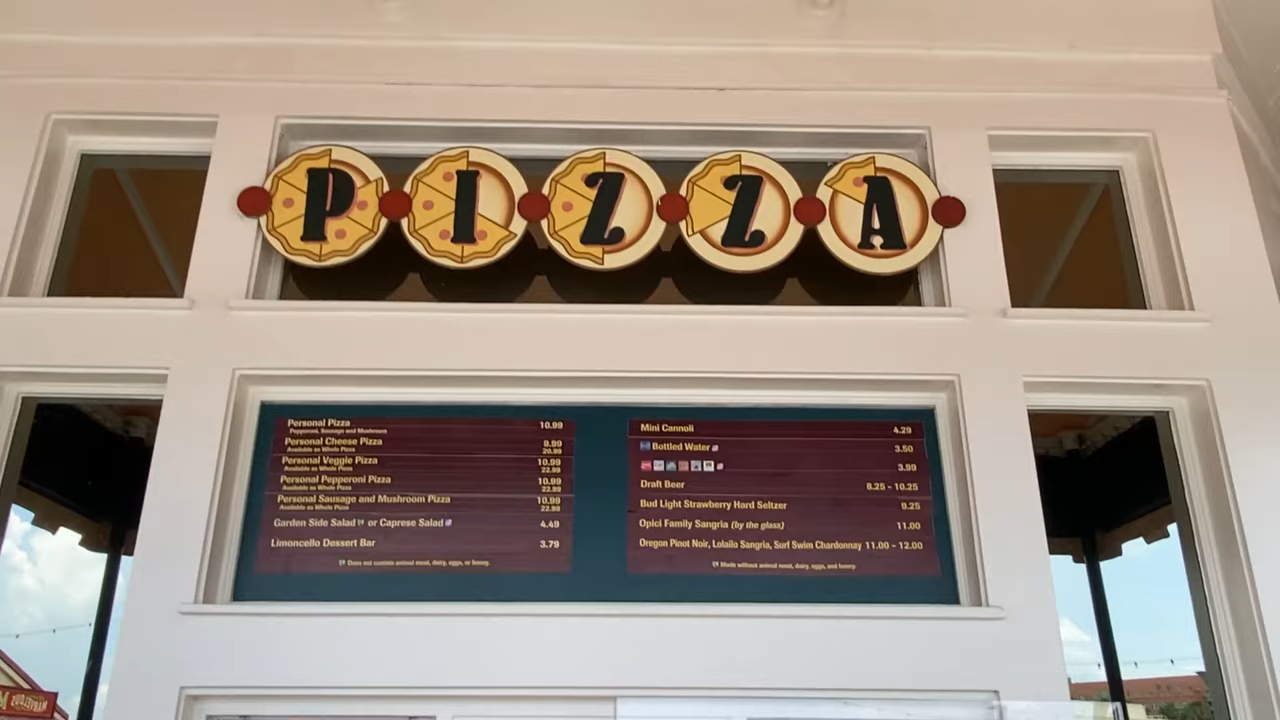 PIZZA
Personal Pizza 10.99
Pepperoni, Sausage and Mushroom
Personal Cheese Pizza 9.99
Available as Whole Pizza 20.99
Personal Veggie Pizza 10.99
Available as Whole Pizza 22.99
Personal Pepperoni Pizza 10.99
Available as Whole Pizza 22.99
Personal Sausage and Mushroom Pizza 10.99
Available as Whole Pizza 22.99
Garden Side Salad or Caprese Salad 4.49
Limoncello Dessert Bar 3.79
Does not contain animal meat, dairy, eggs, or honey.
Mini Cannoli 4.29
Bottled Water 3.50
3.99
Draft Beer 8.25 - 10.25
Bud Light Strawberry Hard Seltzer 9.25
Opici Family Sangria (by the glass) 11.00
Oregon Pinot Noir, Lolailo Sangria, Surf Swim Chardonnay 11.00 - 12.00
Made without animal meat, dairy, eggs, and honey.